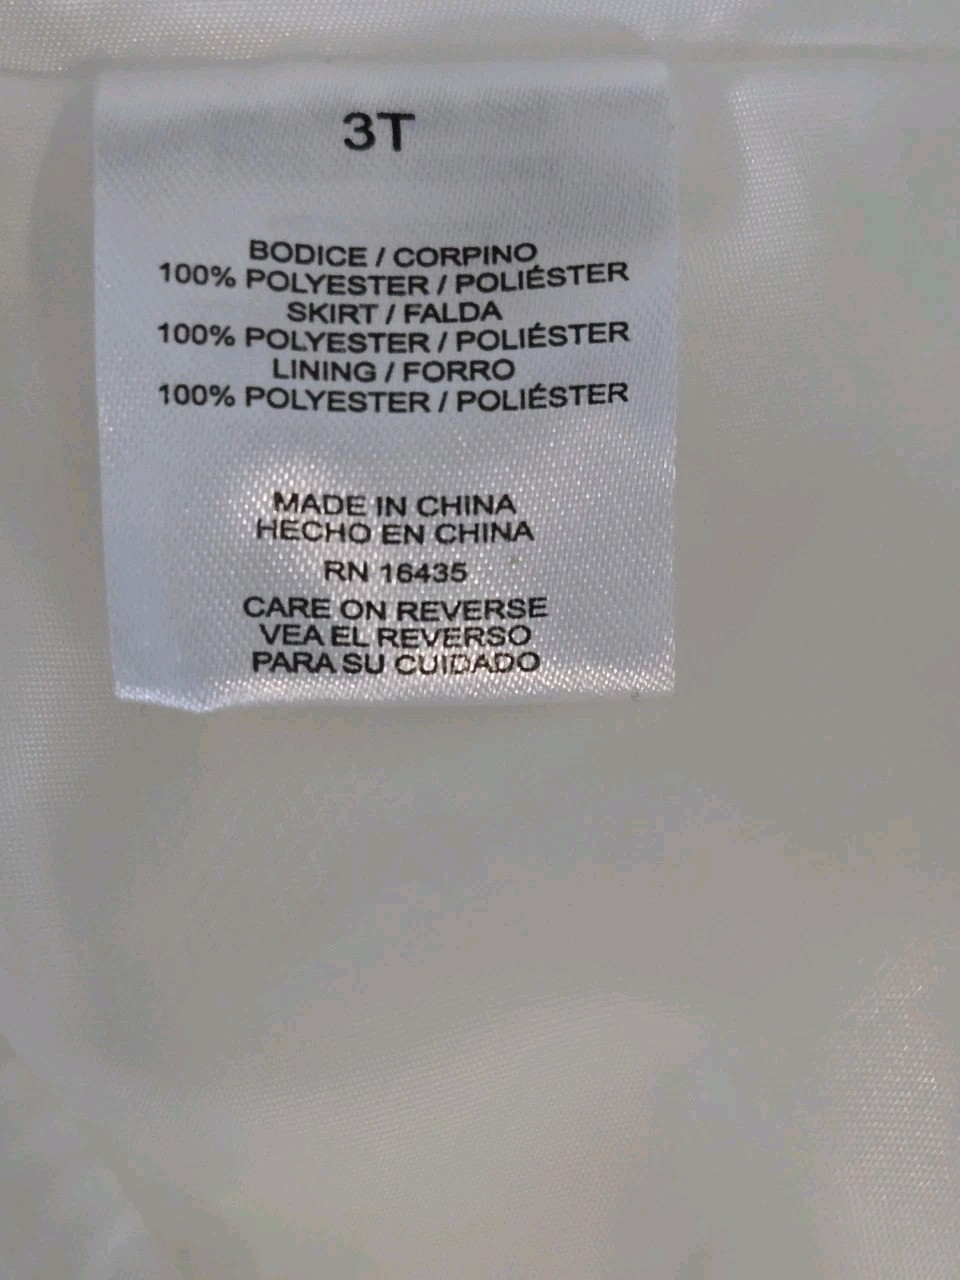 3T
BODICE / CORPINO
100% POLYESTER / POLIÉSTER
SKIRT / FALDA
100% POLYESTER / POLIÉSTER
LINING / FORRO
100% POLYESTER / POLIÉSTER
MADE IN CHINA
HECHO EN CHINA
RN 16435
CARE ON REVERSE
VEA EL REVERSO
PARA SU CUIDADO